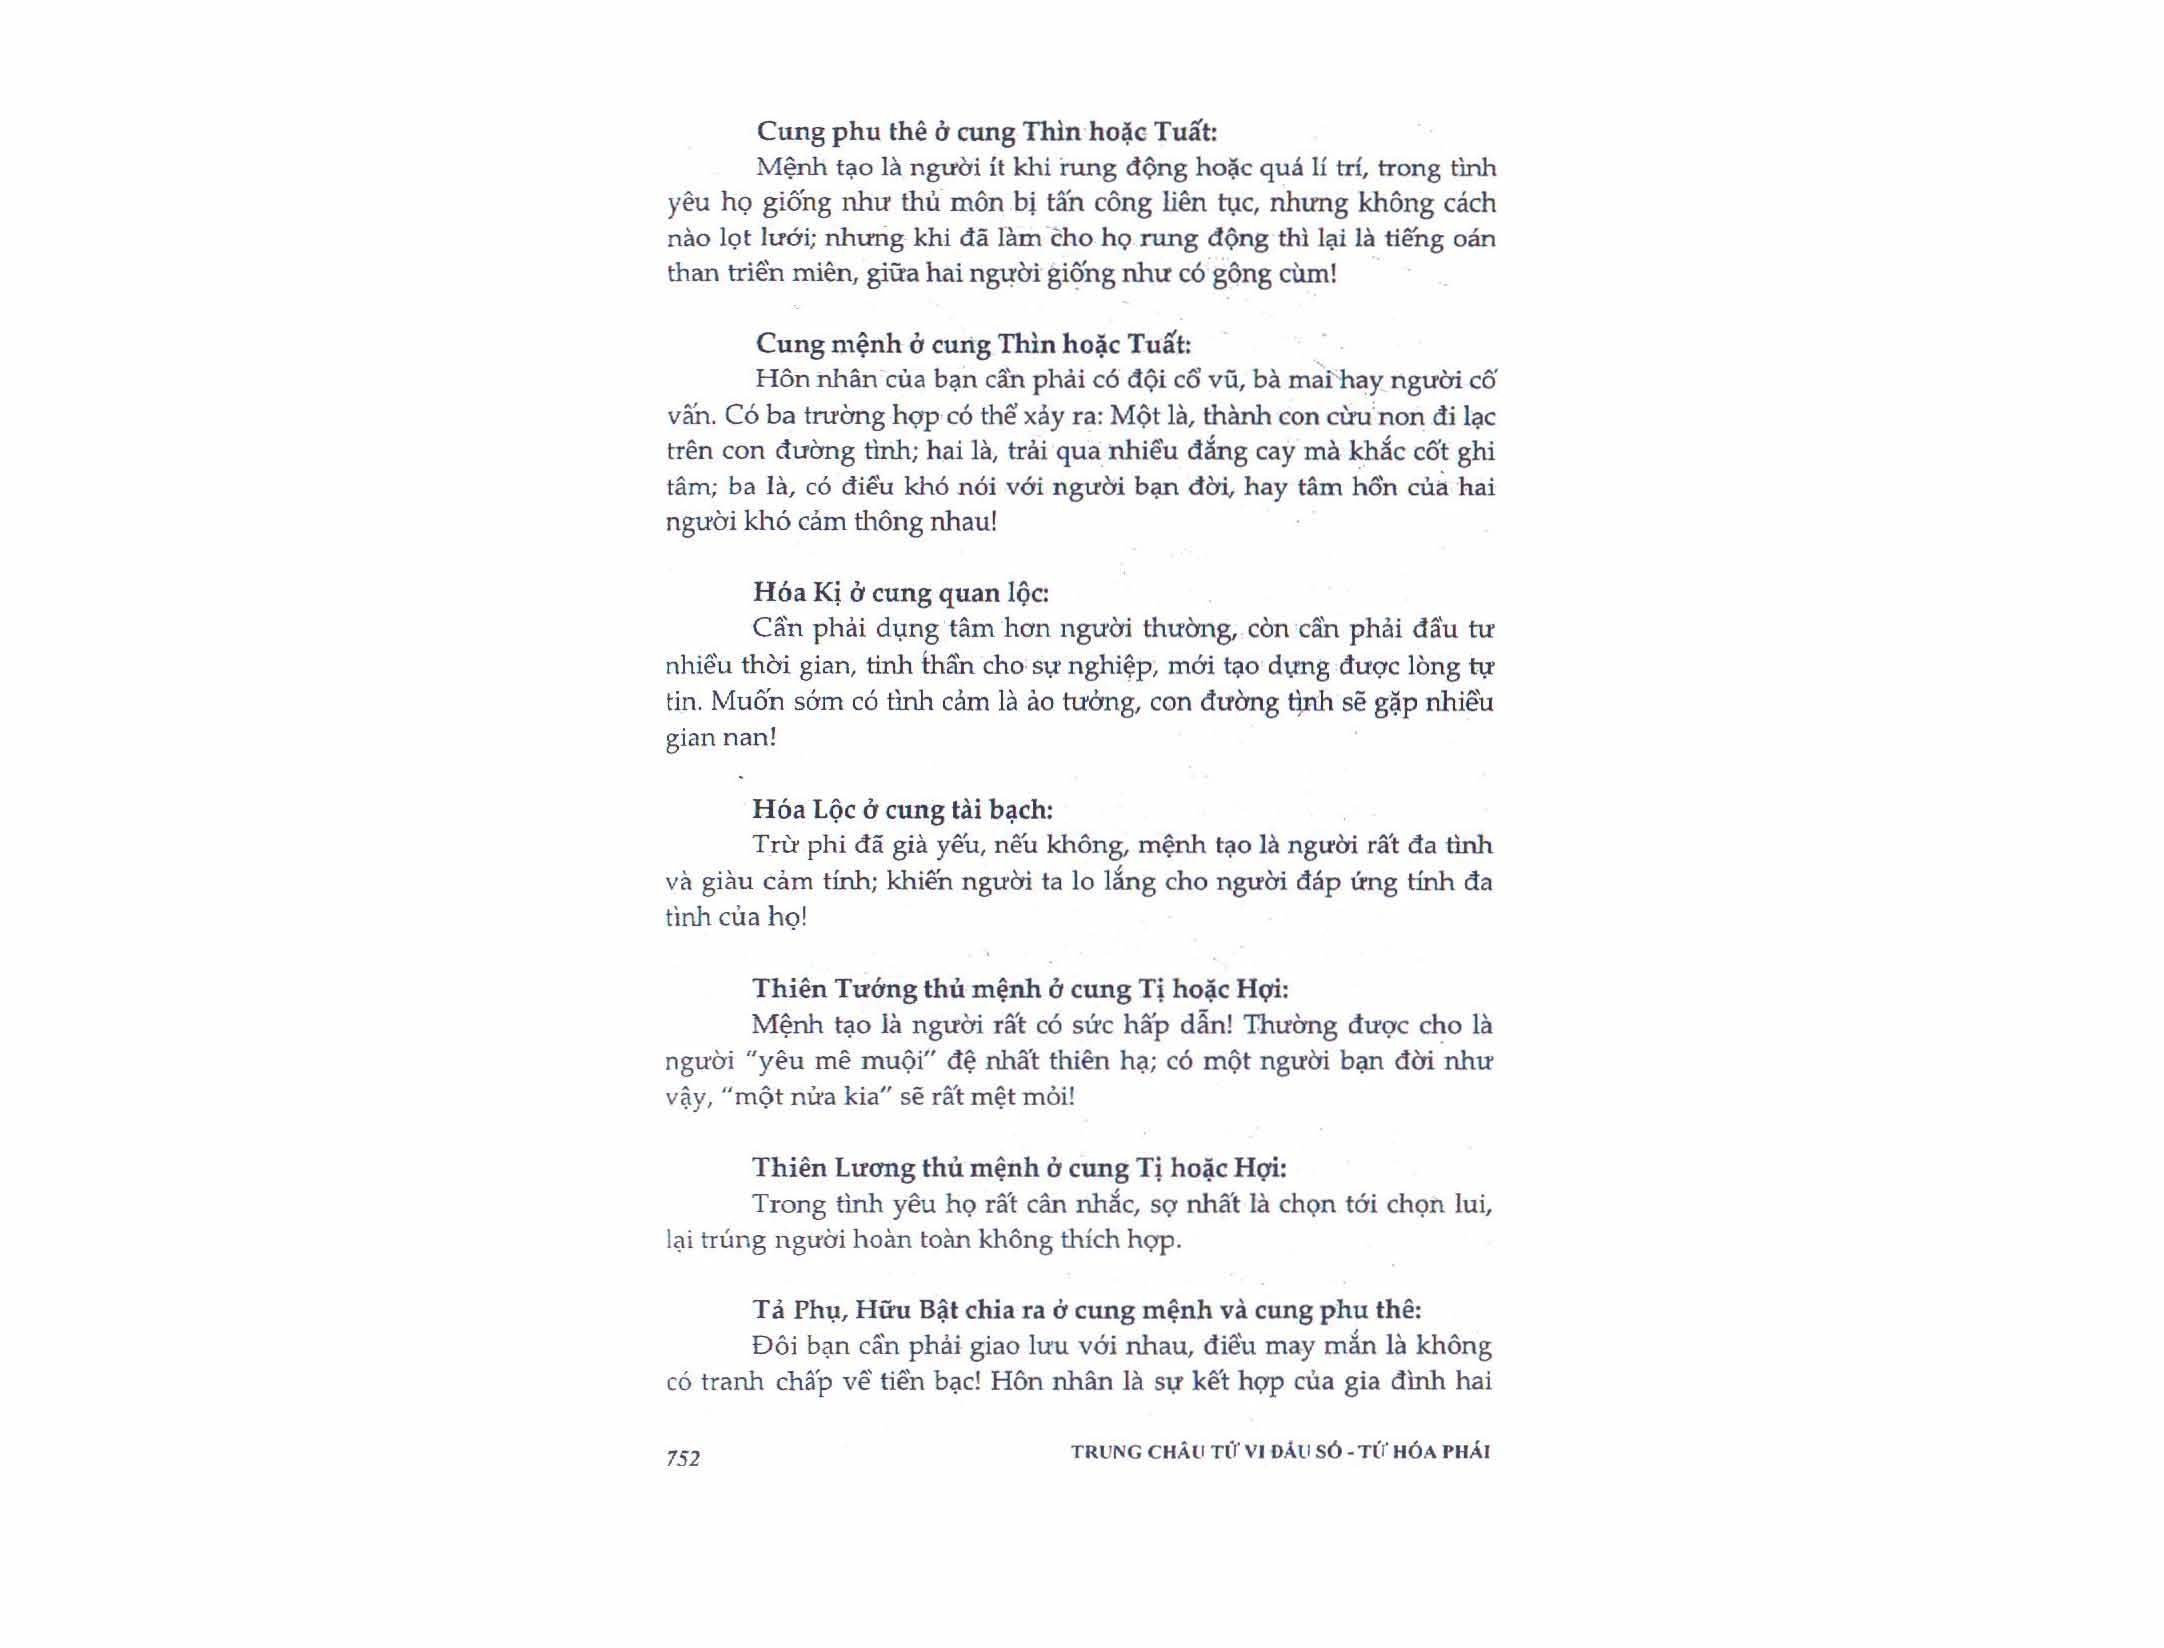 Cung phu thê ở cung Thìn hoặc Tuất:
Mệnh tạo là người ít khi rung động hoặc quá lí trí, trong tình
yêu họ giống như thủ môn bị tấn công liên tục, nhưng không cách
nào lọt lưới; nhưng khi đã làm cho họ rung động thì lại là tiếng oán
than triền miên, giữa hai người giống như có gông cùm!
Cung mệnh ở cung Thìn hoặc Tuất:
Hôn nhân của bạn cần phải có đội cổ vũ, bà mai hay người cố
vấn. Có ba trường hợp có thể xảy ra: Một là, thành con cừu non đi lạc
trên con đường tình; hai là, trải qua nhiều đắng cay mà khắc cốt ghi
tâm; ba là, có điều khó nói với người bạn đời, hay tâm hồn của hai
người khó cảm thông nhau!
Hóa Kị ở cung quan lộc:
Cần phải dụng tâm hơn người thường, còn cần phải đầu tư
nhiều thời gian, tinh thần cho sự nghiệp, mới tạo dựng được lòng tự
tin. Muốn sớm có tình cảm là ảo tưởng, con đường tình sẽ gặp nhiều
gian nan!
Hóa Lộc ở cung tài bạch:
Trừ phi đã già yếu, nếu không, mệnh tạo là người rất đa tình
và giàu cảm tính; khiến người ta lo lắng cho người đáp ứng tính đa
tình của họ!
Thiên Tướng thủ mệnh ở cung Tị hoặc Hợi:
Mệnh tạo là người rất có sức hấp dẫn! Thường được cho là
người "yêu mê muội" đệ nhất thiên hạ; có một người bạn đời như
vậy, "một nửa kia" sẽ rất mệt mỏi!
Thiên Lương thủ mệnh ở cung Tị hoặc Hợi:
Trong tình yêu họ rất cân nhắc, sợ nhất là chọn tới chọn lui,
lại trúng người hoàn toàn không thích hợp.
Tả Phụ, Hữu Bật chia ra ở cung mệnh và cung phu thê:
Đôi bạn cần phải giao lưu với nhau, điều may mắn là không
có tranh chấp về tiền bạc! Hôn nhân là sự kết hợp của gia đình hai
752 TRUNG CHÂU TỬ VI ĐẨU SỐ - TỨ HÓA PHÁI